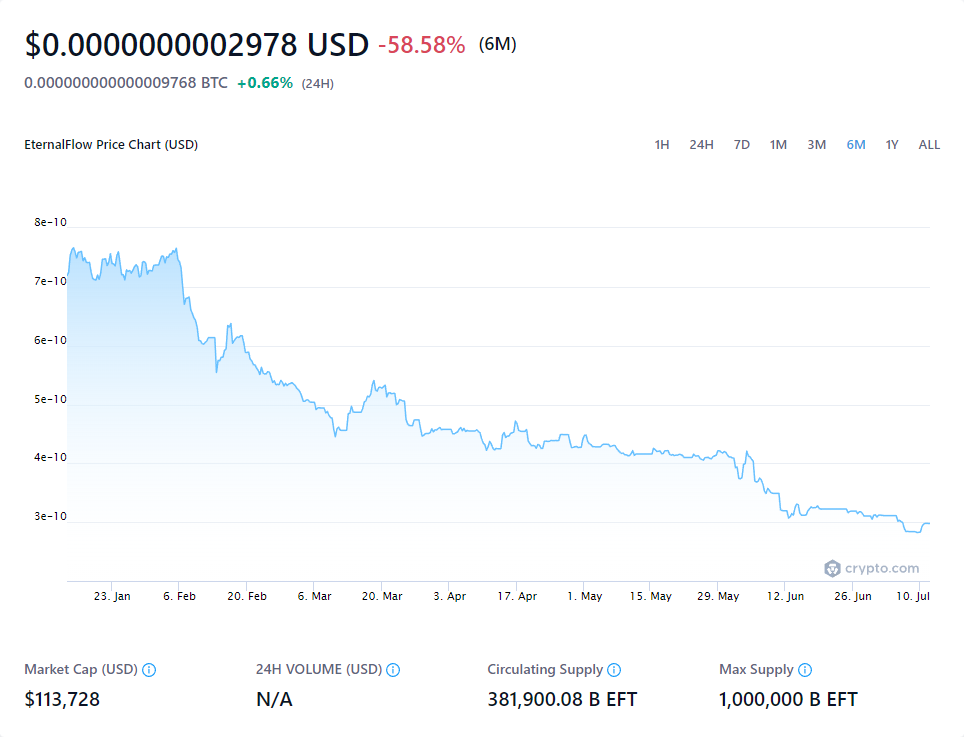 $0.0000000002978 USD -58.58% (6M)
0.000000000000009768 BTC +0.66% (24H)
EternalFlow Price Chart (USD) 1H 24H 7D 1M 3M 6M 1Y ALL
8e-10
7e-10
6e-10
5e-10
4e-10
3e-10
crypto.com
23. Jan 6. Feb 20. Feb 6. Mar 20. Mar 3. Apr 17. Apr 1. May 15. May 29. May 12. Jun 26. Jun 10. Jul
Market Cap (USD) 24H VOLUME (USD) Circulating Supply Max Supply
$113,728 N/A 381,900.08 B EFT 1,000,000 B EFT